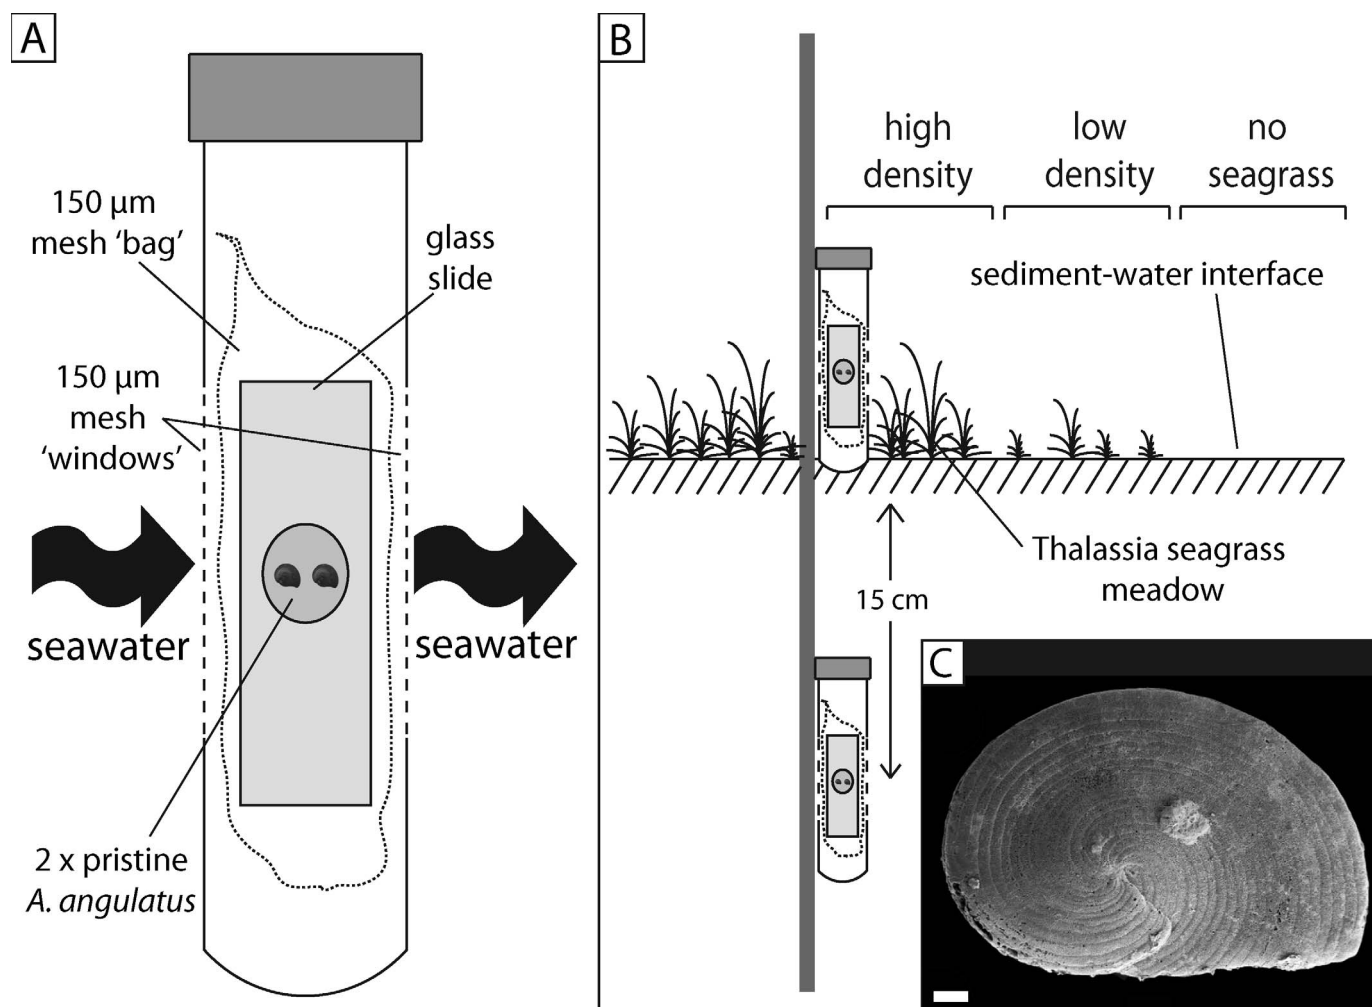 A
150 µm
mesh ‘bag’
glass
slide
150 µm
mesh
‘windows’
seawater
seawater
2 x pristine
A. angulatus
B
high
density
low
density
no
seagrass
sediment-water interface
Thalassia seagrass
meadow
15 cm
C